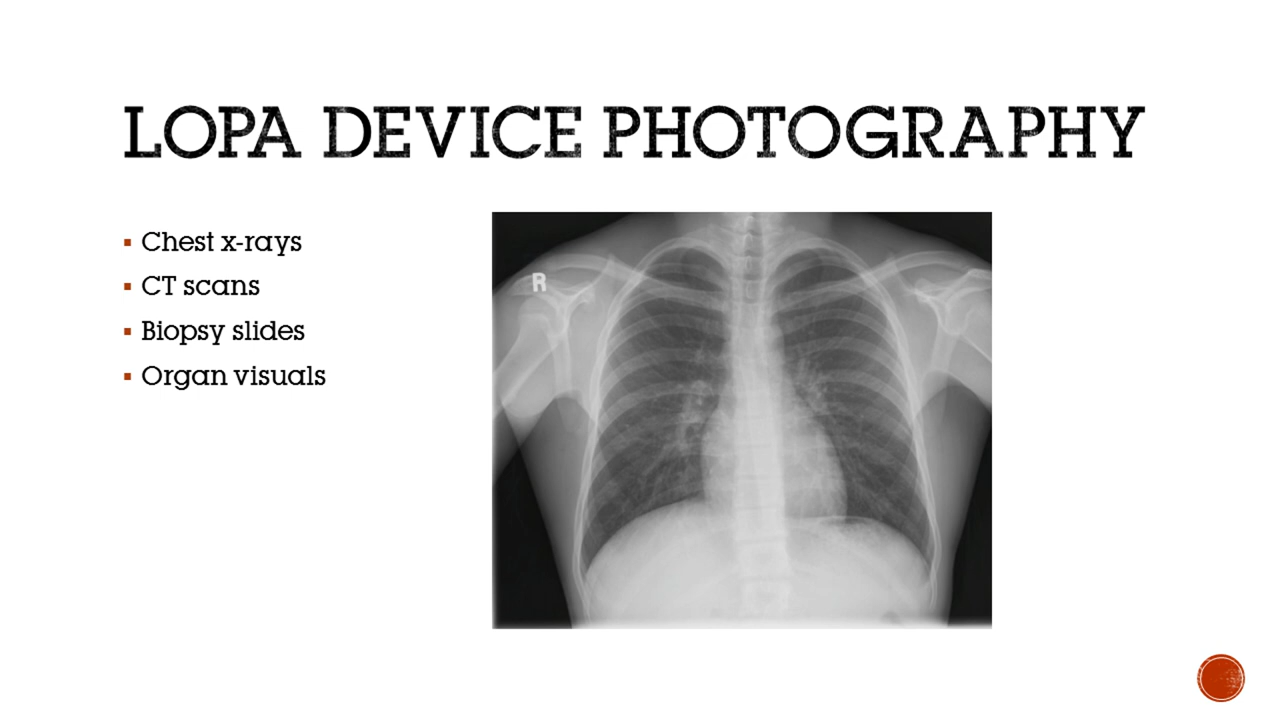 LOPA DEVICE PHOTOGRAPHY
Chest x-rays
CT scans
Biopsy slides
Organ visuals
R